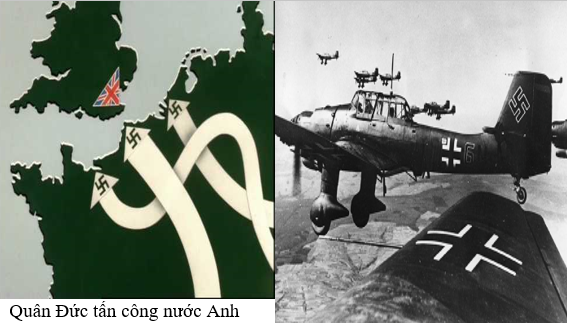 Quân Đức tấn công nước Anh